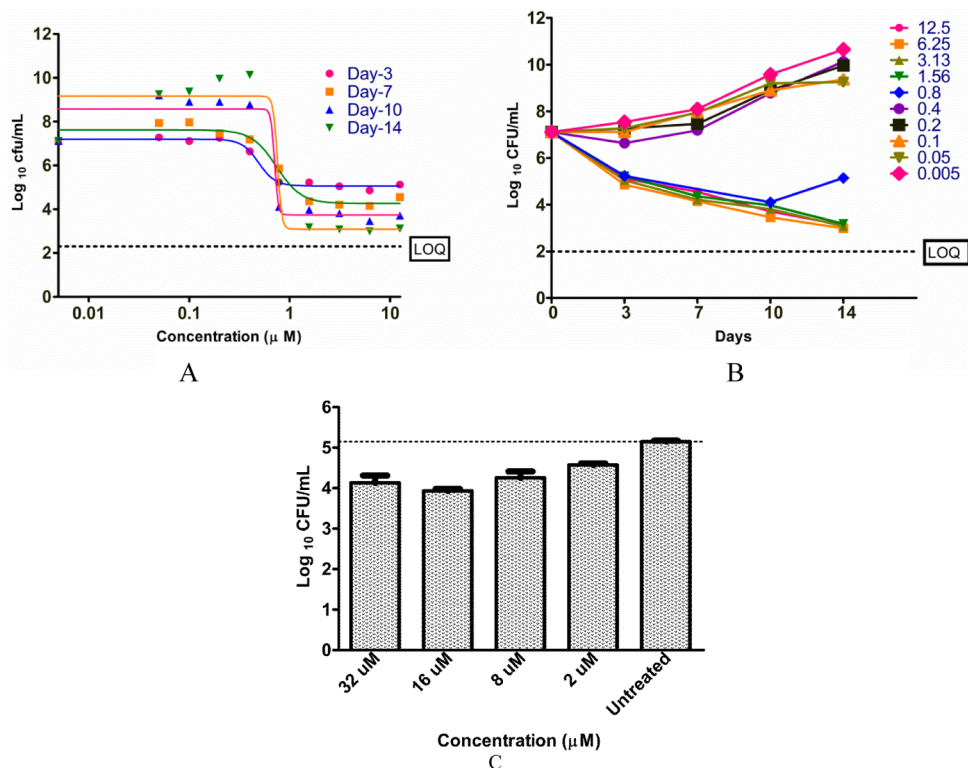 Log 10 cfu/mL
12
10
8
6
4
2
0
0.01
0.1
1
10
Concentration (μ M)
Day-3
Day-7
Day-10
Day-14
LOQ
A
Log 10 CFU/mL
12
10
8
6
4
2
0
0
3
7
10
14
Days
12.5
6.25
3.13
1.56
0.8
0.4
0.2
0.1
0.05
0.005
LOQ
B
Log 10 CFU/mL
6
5
4
3
2
1
0
32 uM
16 uM
8 uM
2 uM
Untreated
Concentration (μM)
C